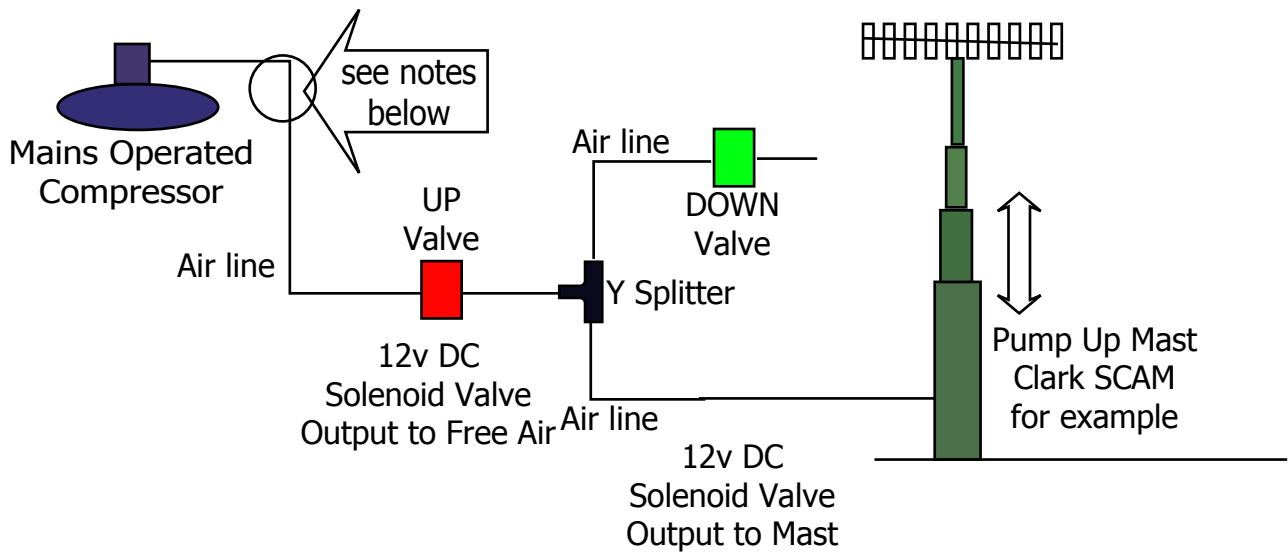 see notes
below
Mains Operated
Compressor
Air line
UP
Valve
Air line
DOWN
Valve
Y Splitter
12v DC
Solenoid Valve
Output to Free Air
Air line
12v DC
Solenoid Valve
Output to Mast
Pump Up Mast
Clark SCAM
for example